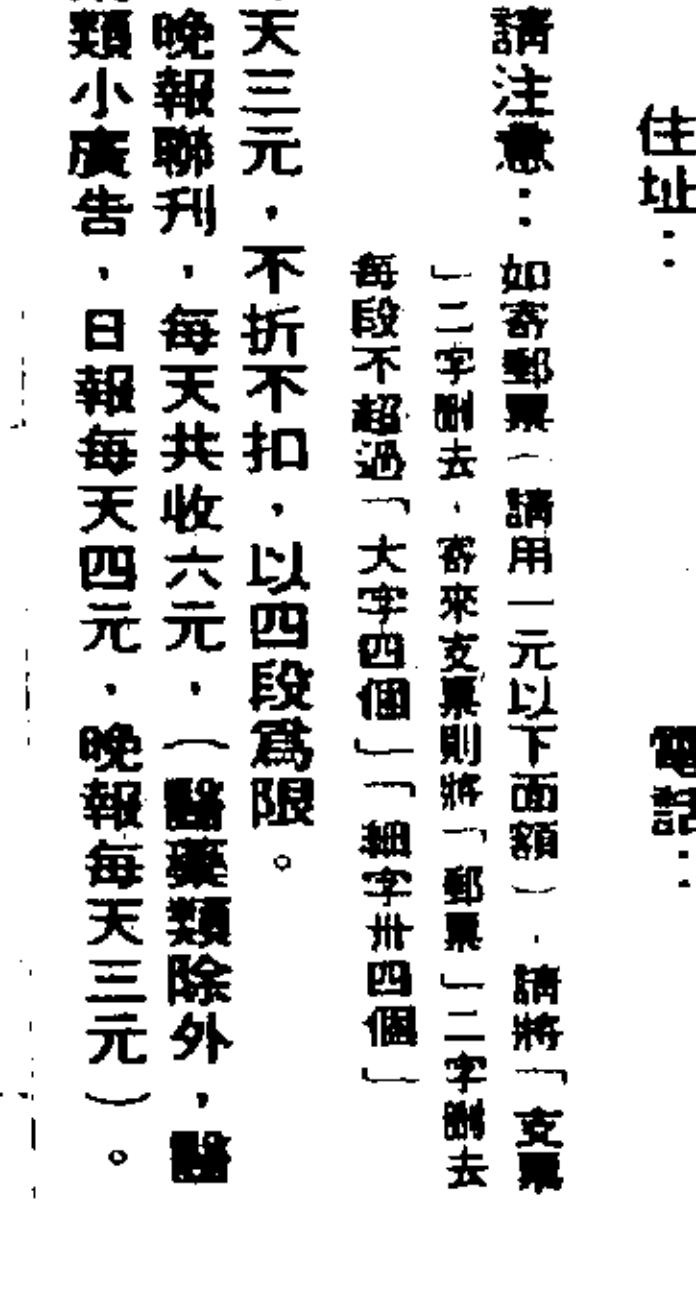 住址：　電話：
請注意：如寄郵票（請用一元以下面額），請將「支票
」二字刪去，寄來支票則將「郵票」二字刪去
每段不超過「大字四個」「細字卅四個」
天三元，不折不扣，以四段爲限。
晚報聯刋，每天共收六元，（醫藥類除外，醫
類小廣告，日報每天四元，晚報每天三元）。